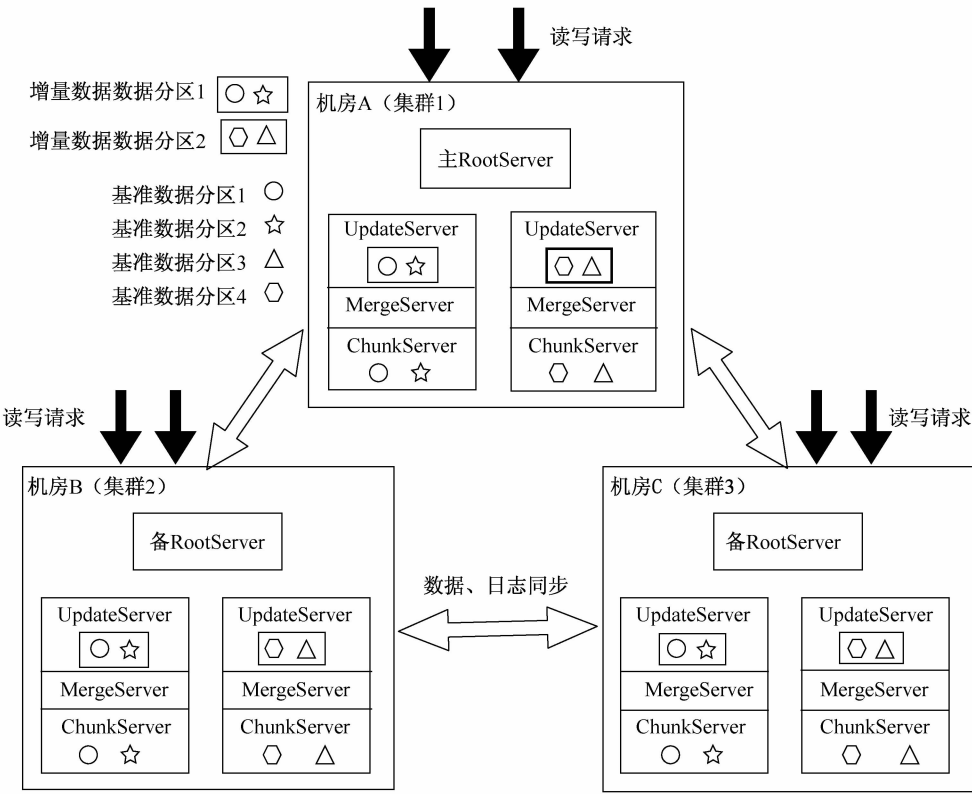 读写请求
增量数据数据分区1
增量数据数据分区2
基准数据分区1
基准数据分区2
基准数据分区3
基准数据分区4
机房A（集群1）
主RootServer
UpdateServer
UpdateServer
MergeServer
MergeServer
ChunkServer
ChunkServer
读写请求
读写请求
机房B（集群2）
备RootServer
UpdateServer
UpdateServer
MergeServer
MergeServer
ChunkServer
ChunkServer
数据、日志同步
机房C（集群3）
备RootServer
UpdateServer
UpdateServer
MergeServer
MergeServer
ChunkServer
ChunkServer